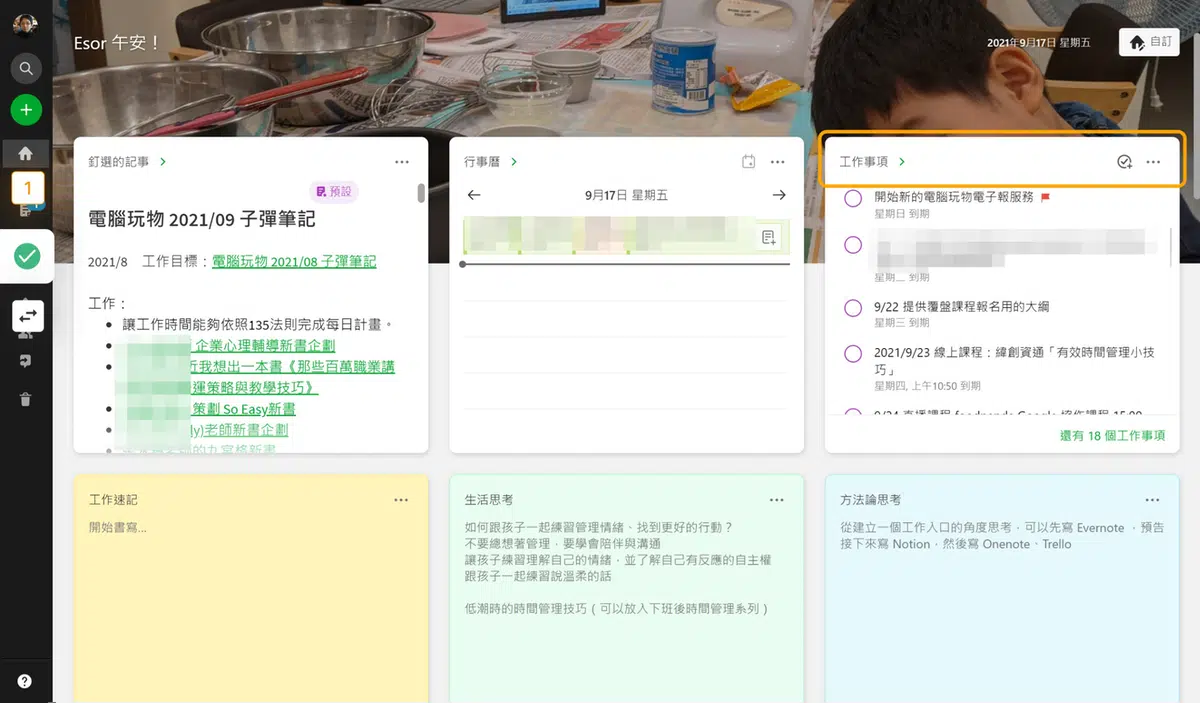 Esor 午安！
2021年9月17日 星期五
自訂
1
釘選的記事
預設
電腦玩物 2021/09 子彈筆記
2021/8 工作目標：電腦玩物 2021/08 子彈筆記
工作：
讓工作時間能夠依照135法則完成每日計畫。
企業心理輔導新書企劃
近我想出一本書《那些百萬職業講
運策略與教學技巧》
策劃 So Easy新書
ly)老師新書企劃
行事曆
9月17日 星期五
工作事項
開始新的電腦玩物電子報服務
星期日 到期
星期二 到期
9/22 提供覆盤課程報名用的大綱
星期三 到期
2021/9/23 線上課程：緯創資通「有效時間管理小技
巧」
星期四, 上午10:50 到期
9/24 直播課程 foodpanda Google 協作課程 15:00
還有 18 個工作事項
工作速記
開始書寫...
生活思考
如何跟孩子一起練習管理情緒、找到更好的行動？
不要總想著管理，要學會陪伴與溝通
讓孩子練習理解自己的情緒，並了解自己有反應的自主權
跟孩子一起練習說溫柔的話
低潮時的時間管理技巧（可以放入下班後時間管理系列）
方法論思考
從建立一個工作入口的角度思考，可以先寫 Evernote ，預告
接下來寫 Notion，然後寫 Onenote、Trello